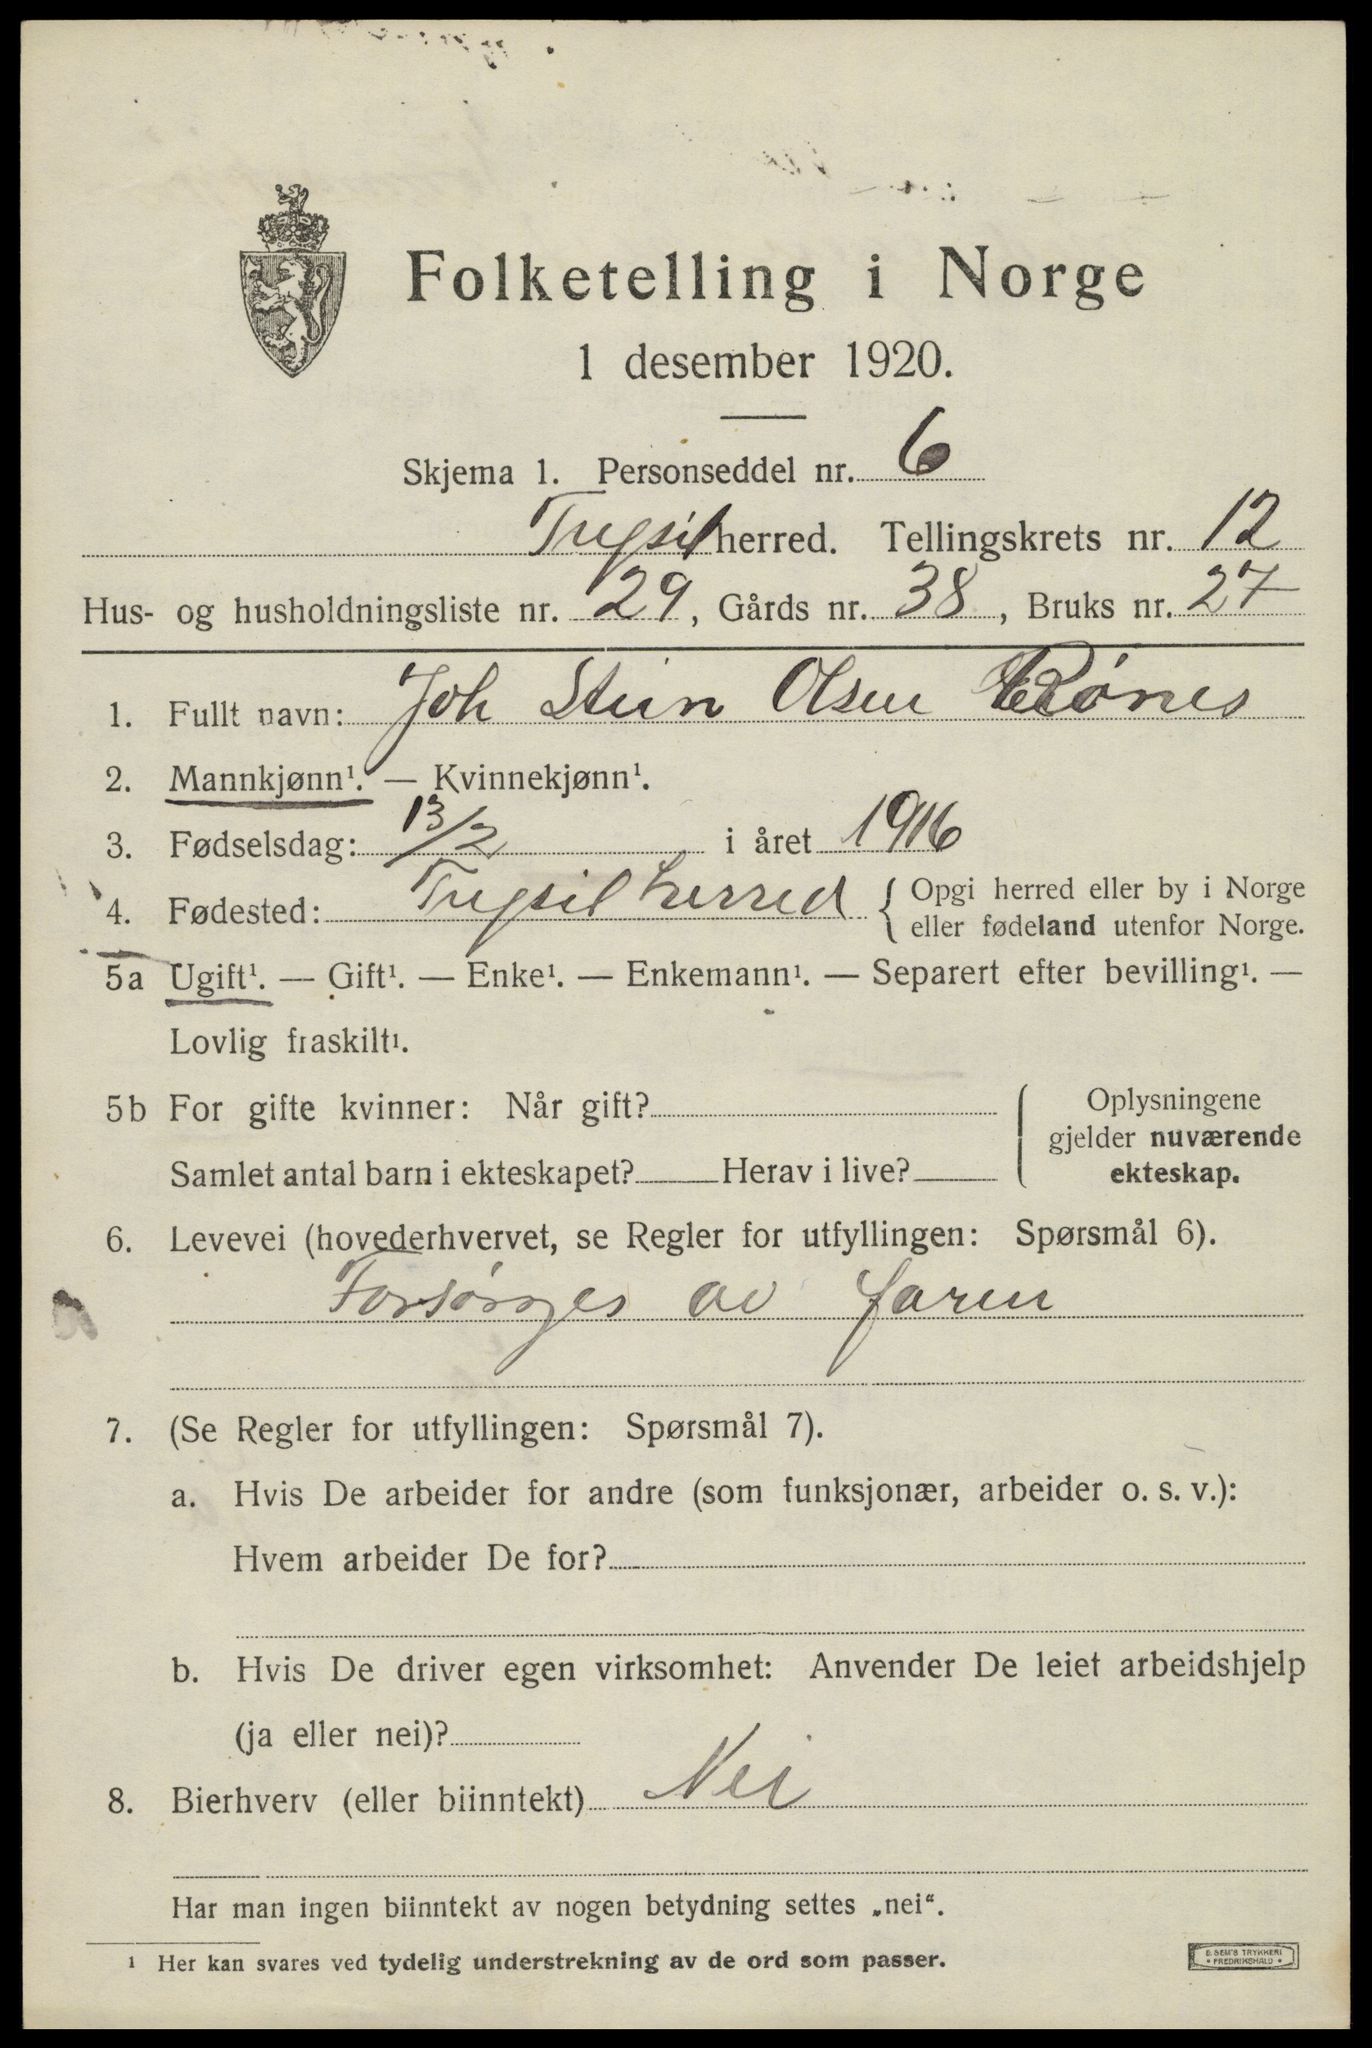 Folketelling i Norge
1 desember 1920.
Skjema 1. Personseddel nr. 6
Trysil herred. Tellingskrets nr. 12
Hus- og husholdningsliste nr. 29, Gårds nr. 38, Bruks nr. 27
1. Fullt navn: Joh Stein Olsen Rønes
2. Mannkjønn¹. — Kvinnekjønn¹.
3. Fødselsdag: 13/2 i året 1916
4. Fødested: Trysil herred { Opgi herred eller by i Norge
eller fødeland utenfor Norge.
5a Ugift¹. — Gift¹. — Enke¹. — Enkemann¹. — Separert efter bevilling¹. —
Lovlig fraskilt¹.
5b For gifte kvinner: Når gift?
Samlet antal barn i ekteskapet? Herav i live?
Oplysningene
gjelder nuværende
ekteskap.
6. Levevei (hovederhvervet, se Regler for utfyllingen: Spørsmål 6).
Forsørges av faren
7. (Se Regler for utfyllingen: Spørsmål 7).
a. Hvis De arbeider for andre (som funksjonær, arbeider o. s. v.):
Hvem arbeider De for?
b. Hvis De driver egen virksomhet: Anvender De leiet arbeidshjelp
(ja eller nei)?
8. Bierhverv (eller biinntekt) Nei
Har man ingen biinntekt av nogen betydning settes „nei“.
¹ Her kan svares ved tydelig understrekning av de ord som passer.
E. SEM'S TRYKKERI
• FREDRIKSHALD •